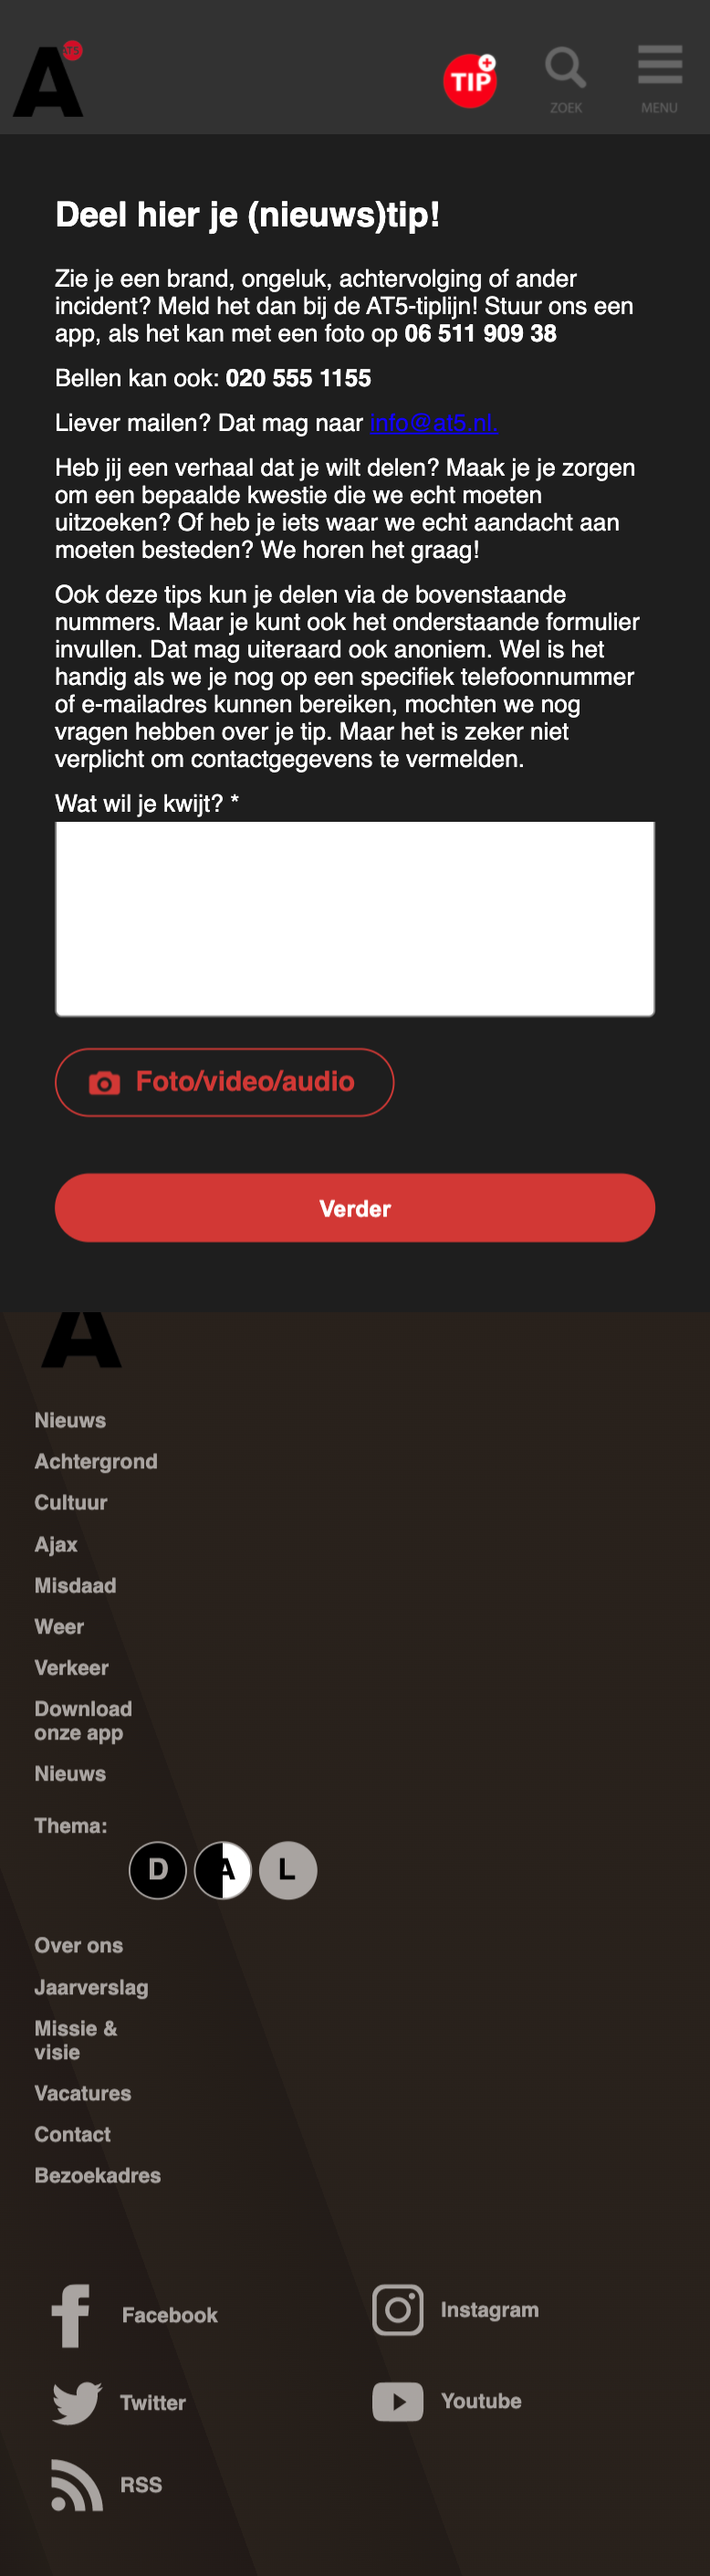 A AT5
TIP
ZOEK
MENU
Deel hier je (nieuws)tip!
Zie je een brand, ongeluk, achtervolging of ander
incident? Meld het dan bij de AT5-tiplijn! Stuur ons een
app, als het kan met een foto op 06 511 909 38
Bellen kan ook: 020 555 1155
Liever mailen? Dat mag naar info@at5.nl.
Heb jij een verhaal dat je wilt delen? Maak je je zorgen
om een bepaalde kwestie die we echt moeten
uitzoeken? Of heb je iets waar we echt aandacht aan
moeten besteden? We horen het graag!
Ook deze tips kun je delen via de bovenstaande
nummers. Maar je kunt ook het onderstaande formulier
invullen. Dat mag uiteraard ook anoniem. Wel is het
handig als we je nog op een specifiek telefoonnummer
of e-mailadres kunnen bereiken, mochten we nog
vragen hebben over je tip. Maar het is zeker niet
verplicht om contactgegevens te vermelden.
Wat wil je kwijt? *
Foto/video/audio
Verder
A
Nieuws
Achtergrond
Cultuur
Ajax
Misdaad
Weer
Verkeer
Download
onze app
Nieuws
Thema:
D A L
Over ons
Jaarverslag
Missie &
visie
Vacatures
Contact
Bezoekadres
Facebook
Instagram
Twitter
Youtube
RSS